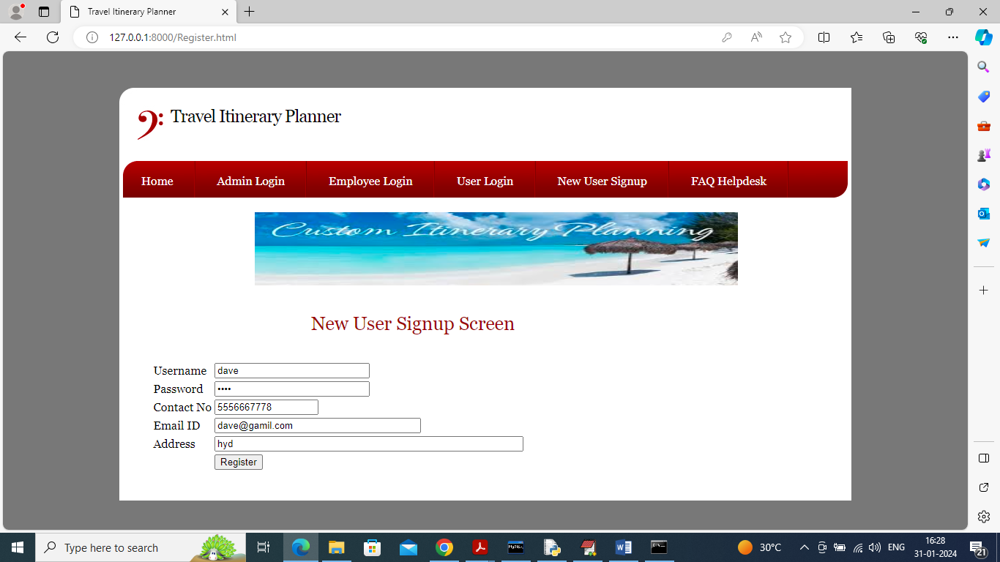 Travel Itinerary Planner
127.0.0.1:8000/Register.html
Travel Itinerary Planner
Home Admin Login Employee Login User Login New User Signup FAQ Helpdesk
Custom Itinerary Planning
New User Signup Screen
Username dave
Password ••••
Contact No 5556667778
Email ID dave@gamil.com
Address hyd
Register
Type here to search
30°C ENG 16:28
31-01-2024 21